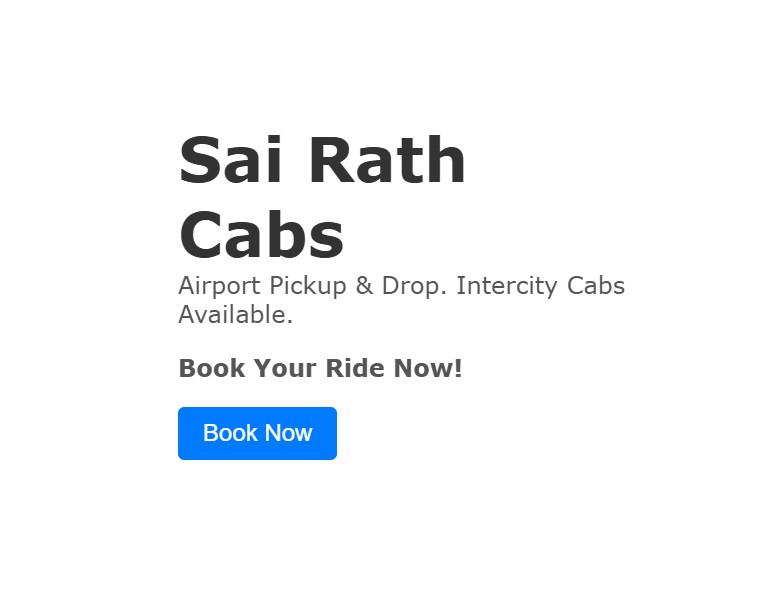 Sai Rath
Cabs
Airport Pickup & Drop. Intercity Cabs
Available.
Book Your Ride Now!
Book Now